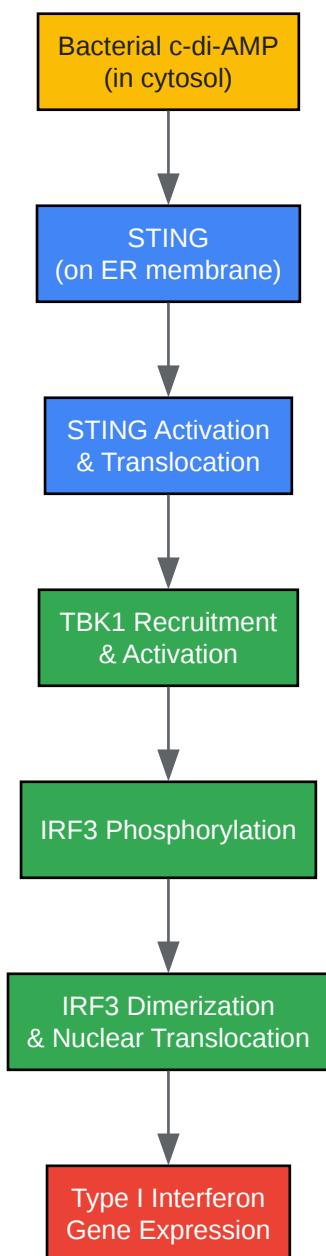 Bacterial c-di-AMP
(in cytosol)
STING
(on ER membrane)
STING Activation
& Translocation
TBK1 Recruitment
& Activation
IRF3 Phosphorylation
IRF3 Dimerization
& Nuclear Translocation
Type I Interferon
Gene Expression